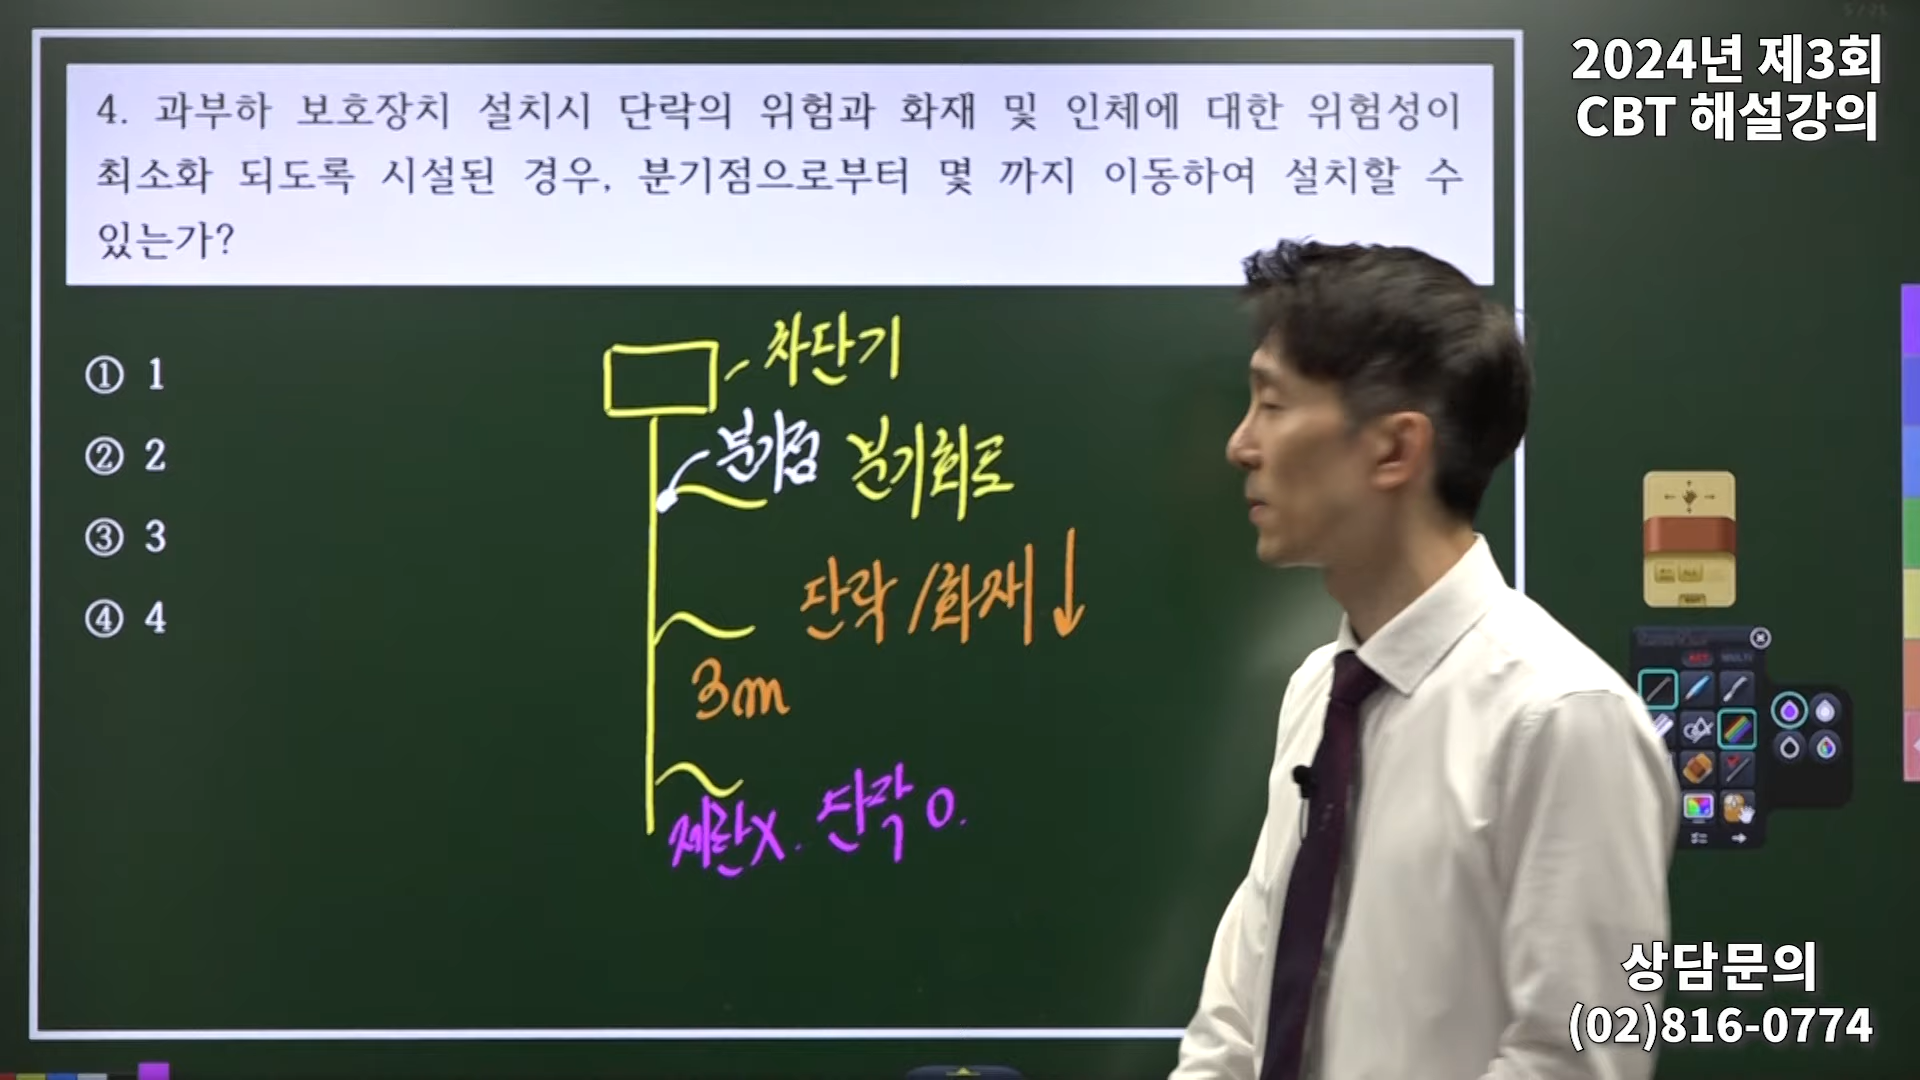 2024년 제3회
CBT 해설강의
4. 과부하 보호장치 설치시 단락의 위험과 화재 및 인체에 대한 위험성이
최소화 되도록 시설된 경우, 분기점으로부터 몇 까지 이동하여 설치할 수
있는가?
① 1
② 2
③ 3
④ 4
차단기
분기점 분기회로
단락/화재↓
3m
제한X. 단락O.
상담문의
(02)816-0774